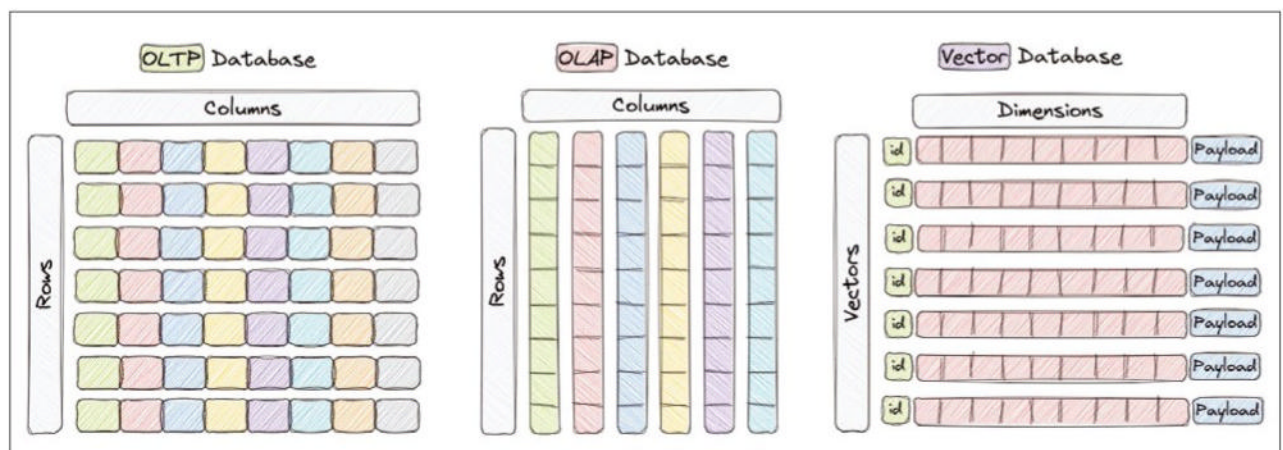 OLTP Database
Columns
Rows
OLAP Database
Columns
Rows
Vector Database
Dimensions
Vectors
id Payload
id Payload
id Payload
id Payload
id Payload
id Payload
id Payload